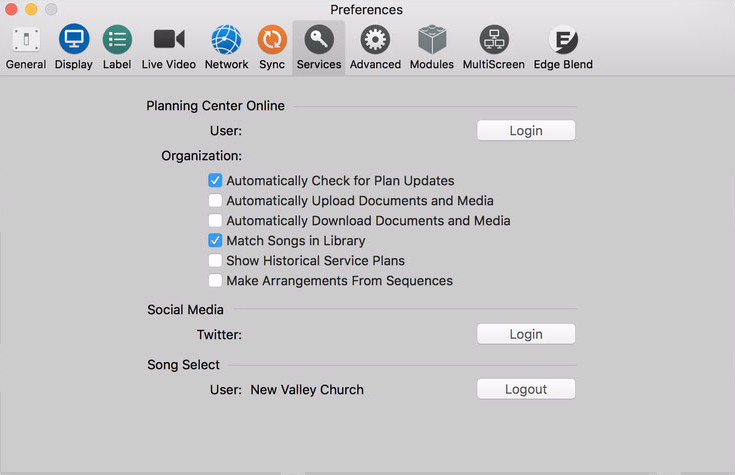 Preferences
General Display Label Live Video Network Sync Services Advanced Modules MultiScreen Edge Blend
Planning Center Online
User: Login
Organization:
Automatically Check for Plan Updates
Automatically Upload Documents and Media
Automatically Download Documents and Media
Match Songs in Library
Show Historical Service Plans
Make Arrangements From Sequences
Social Media
Twitter: Login
Song Select
User: New Valley Church Logout